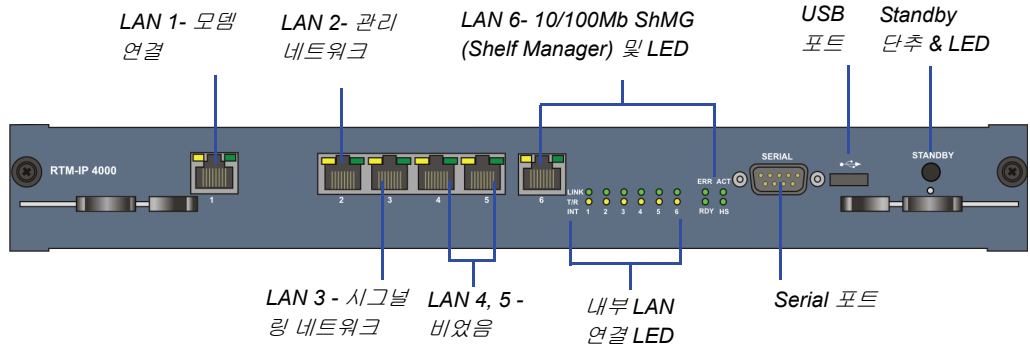 LAN 1- 모뎀
연결
LAN 2- 관리
네트워크
LAN 6- 10/100Mb ShMG
(Shelf Manager) 및 LED
USB
포트
Standby
단추 & LED
RTM-IP 4000
1
2
3
4
5
6
LINK
T/R
INT 1 2 3 4 5 6
ERR ACT
RDY HS
SERIAL
STANDBY
LAN 3 - 시그널
링 네트워크
LAN 4, 5 -
비었음
내부 LAN
연결 LED
Serial 포트